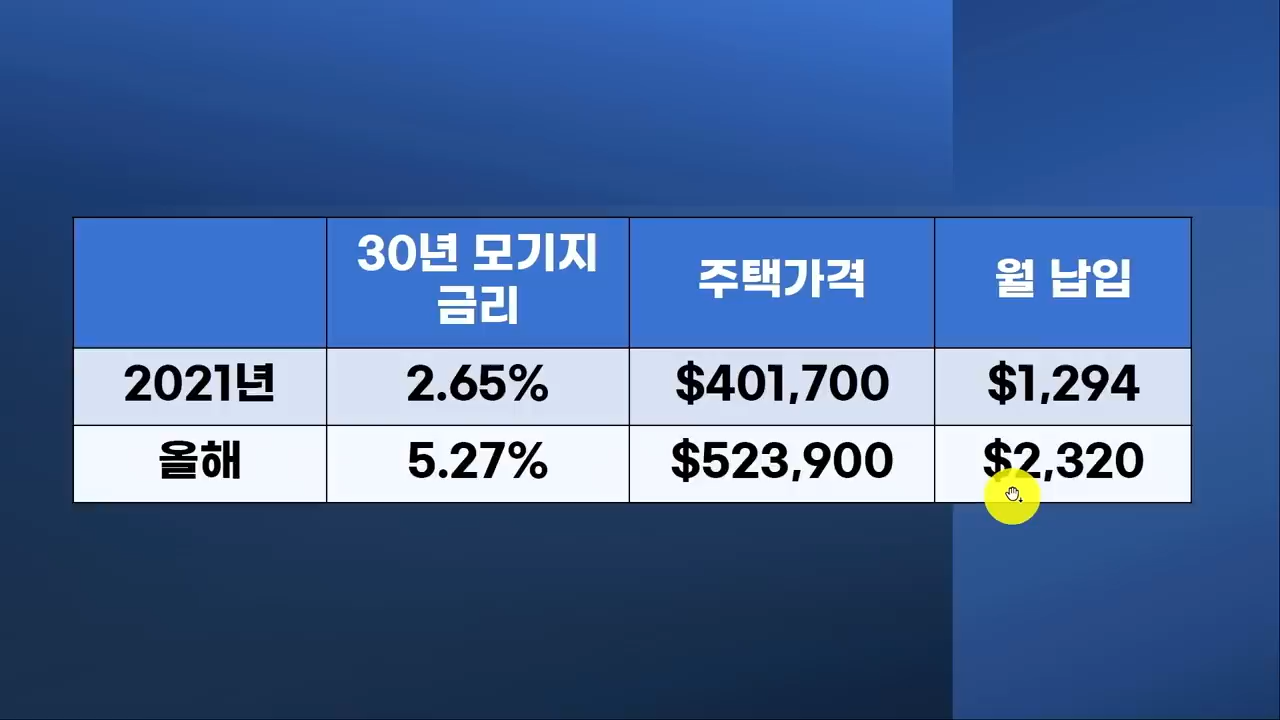 30년 모기지
금리
주택가격
월 납입
2021년
2.65%
$401,700
$1,294
올해
5.27%
$523,900
$2,320